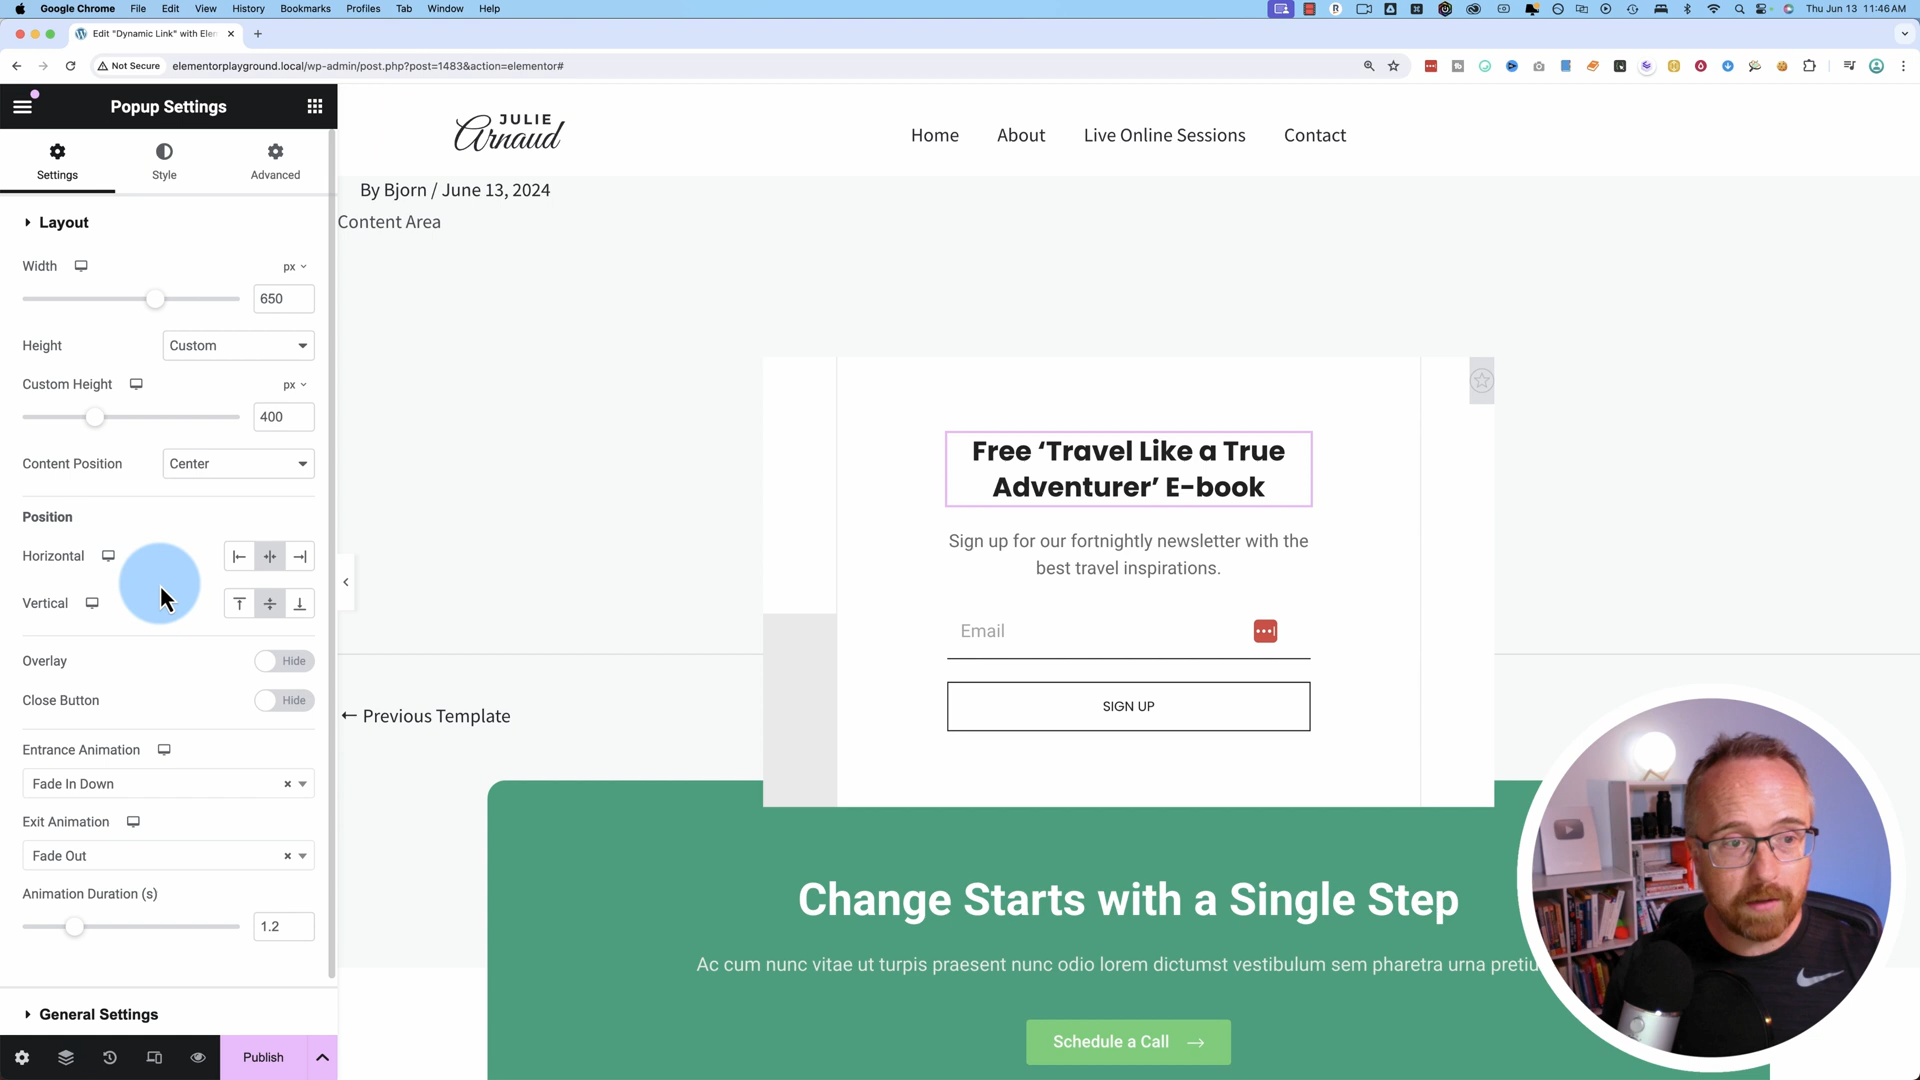 Google Chrome File Edit View History Bookmarks Profiles Tab Window Help Thu Jun 13 11:46 AM
Edit "Dynamic Link" with Elen
Not Secure elementorplayground.local/wp-admin/post.php?post=1483&action=elementor#
Popup Settings
Settings Style Advanced
Layout
Width px
650
Height Custom
Custom Height px
400
Content Position Center
Position
Horizontal
Vertical
Overlay Hide
Close Button Hide
Entrance Animation
Fade In Down
Exit Animation
Fade Out
Animation Duration (s)
1.2
General Settings
Publish
JULIE
Arnaud
Home About Live Online Sessions Contact
By Bjorn / June 13, 2024
Content Area
Free ‘Travel Like a True
Adventurer’ E-book
Sign up for our fortnightly newsletter with the
best travel inspirations.
Email
SIGN UP
← Previous Template
Change Starts with a Single Step
Ac cum nunc vitae ut turpis praesent nunc odio lorem dictumst vestibulum sem pharetra urna pretiu
Schedule a Call →